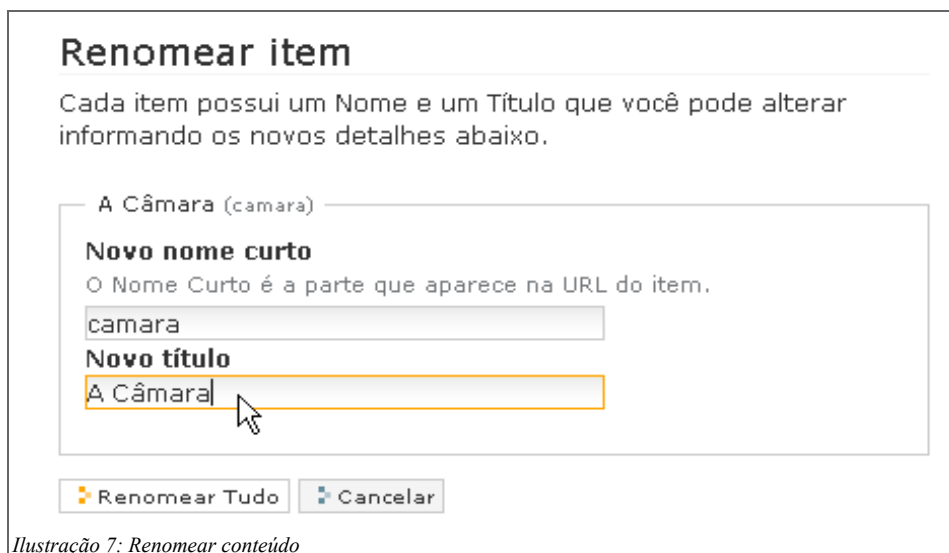 Renomear item
Cada item possui um Nome e um Título que você pode alterar
informando os novos detalhes abaixo.
A Câmara (camara)
Novo nome curto
O Nome Curto é a parte que aparece na URL do item.
camara
Novo título
A Câmara
Renomear Tudo Cancelar
Ilustração 7: Renomear conteúdo